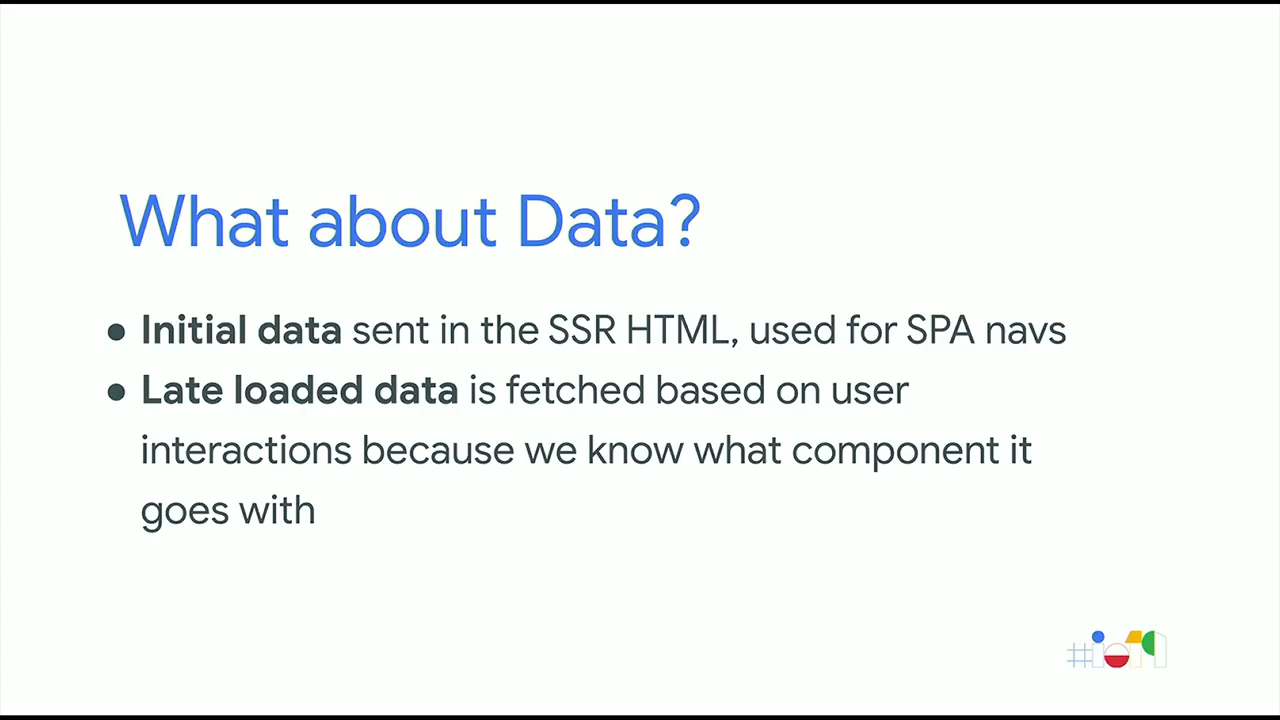 What about Data?
● Initial data sent in the SSR HTML, used for SPA navs
● Late loaded data is fetched based on user
interactions because we know what component it
goes with
#io19